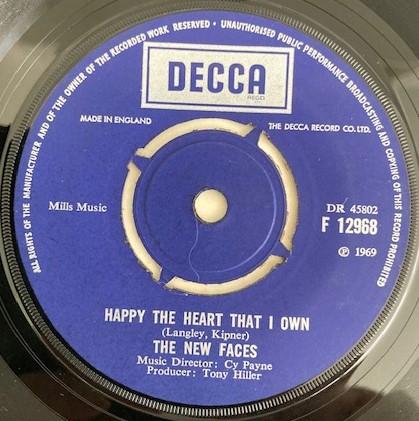 ALL RIGHTS OF THE MANUFACTURER AND OF THE OWNER OF THE RECORDED WORK RESERVED • UNAUTHORISED PUBLIC PERFORMANCE BROADCASTING AND COPYING OF THIS RECORD PROHIBITED
DECCA
REGD
MADE IN ENGLAND
THE DECCA RECORD CO. LTD.
Mills Music
DR 45802
F 12968
Ⓟ 1969
HAPPY THE HEART THAT I OWN
(Langley, Kipner)
THE NEW FACES
Music Director: Cy Payne
Producer: Tony Hiller